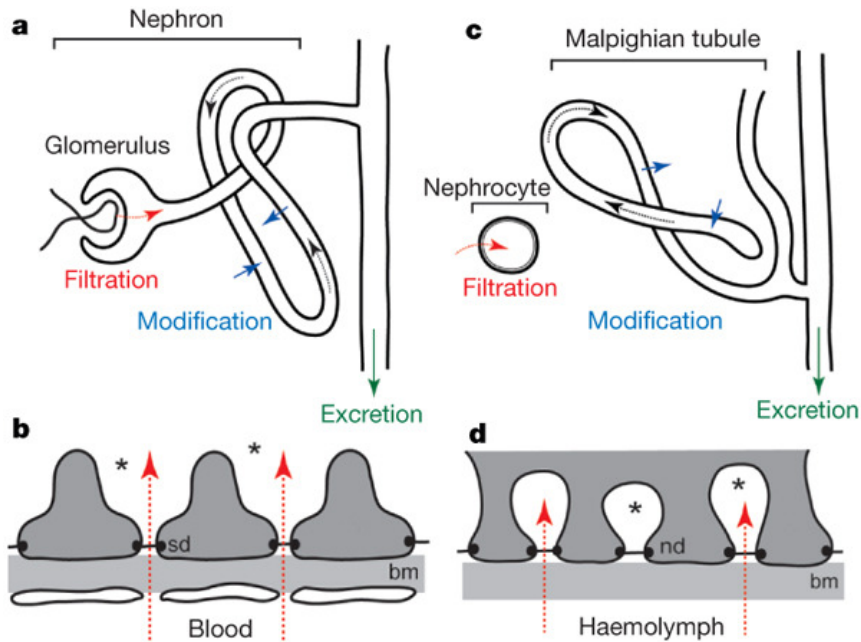 a
Nephron
Glomerulus
Filtration
Modification
Excretion
b
*
*
sd
bm
Blood
c
Malpighian tubule
Nephrocyte
Filtration
Modification
Excretion
d
*
*
nd
bm
Haemolymph